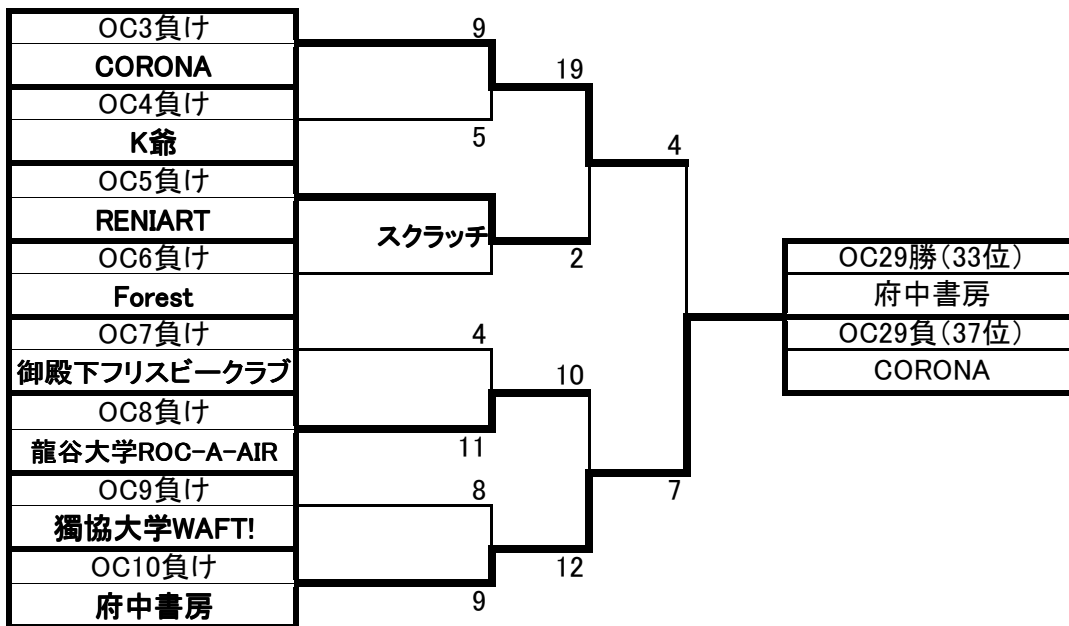 OC3負け
CORONA
OC4負け
K爺
OC5負け
RENIART
OC6負け
Forest
OC7負け
御殿下フリスビークラブ
OC8負け
龍谷大学ROC-A-AIR
OC9負け
獨協大学WAFT!
OC10負け
府中書房
9
5
スクラッチ
4
11
8
9
19
2
10
12
4
7
OC29勝(33位)
府中書房
OC29負(37位)
CORONA